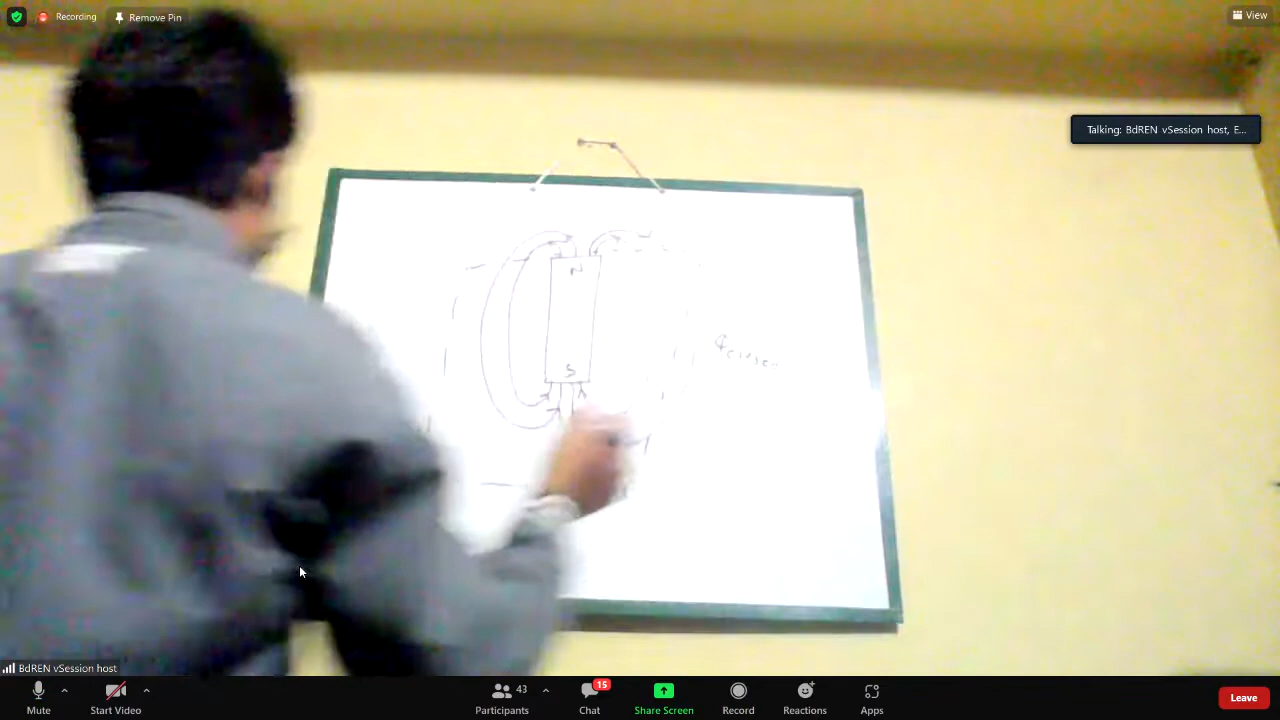 Recording
Remove Pin
View
Talking: BdREN vSession host, E...
N
S
BdREN vSession host
Mute
Start Video
Participants
43
Chat
15
Share Screen
Record
Reactions
Apps
Leave